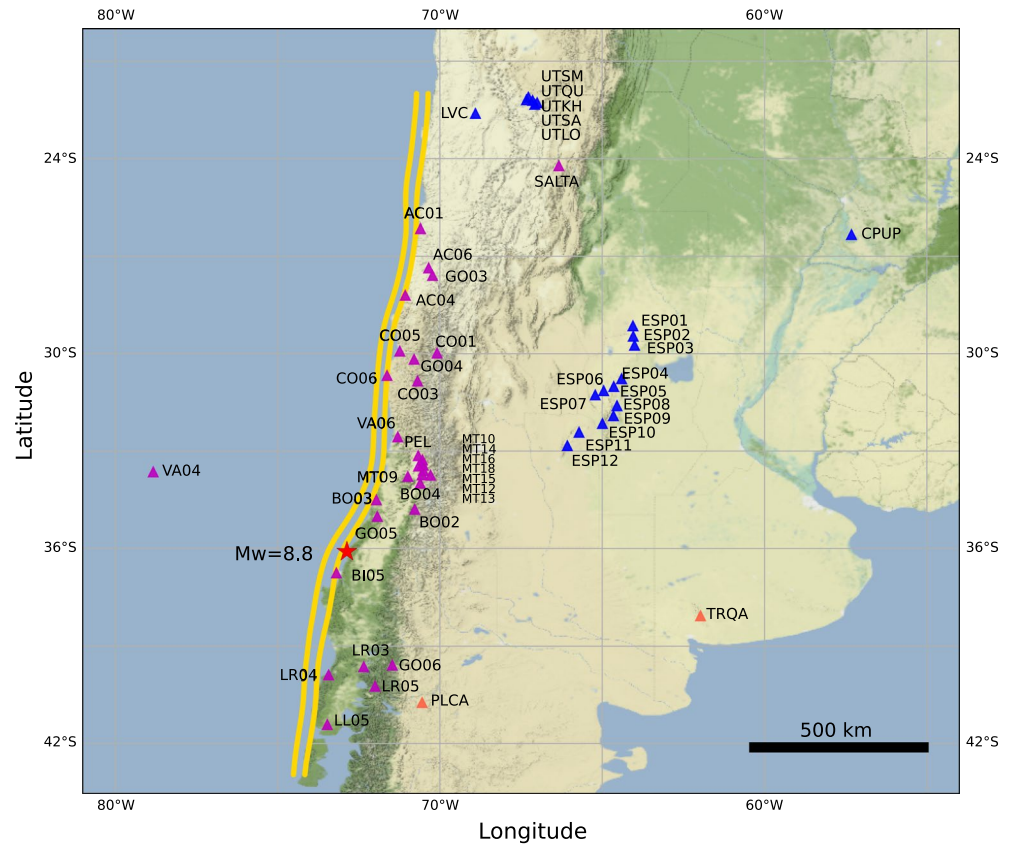 80°W
70°W
60°W
UTSM
UTQU
LVC
UTKH
UTSA
UTLO
24°S
24°S
SALTA
AC01
CPUP
AC06
GO03
AC04
ESP01
ESP02
CO05
CO01
ESP03
30°S
30°S
GO04
ESP04
CO06
ESP06
CO03
ESP05
ESP07
ESP08
VA06
ESP09
PEL
MT10
ESP10
MT14
ESP11
MT16
ESP12
VA04
MT18
MT09
MT15
BO04
MT12
BO03
MT13
BO02
GO05
36°S
Mw=8.8
36°S
BI05
TRQA
LR03
GO06
LR04
LR05
PLCA
LL05
500 km
42°S
42°S
80°W
70°W
60°W
Longitude
Latitude